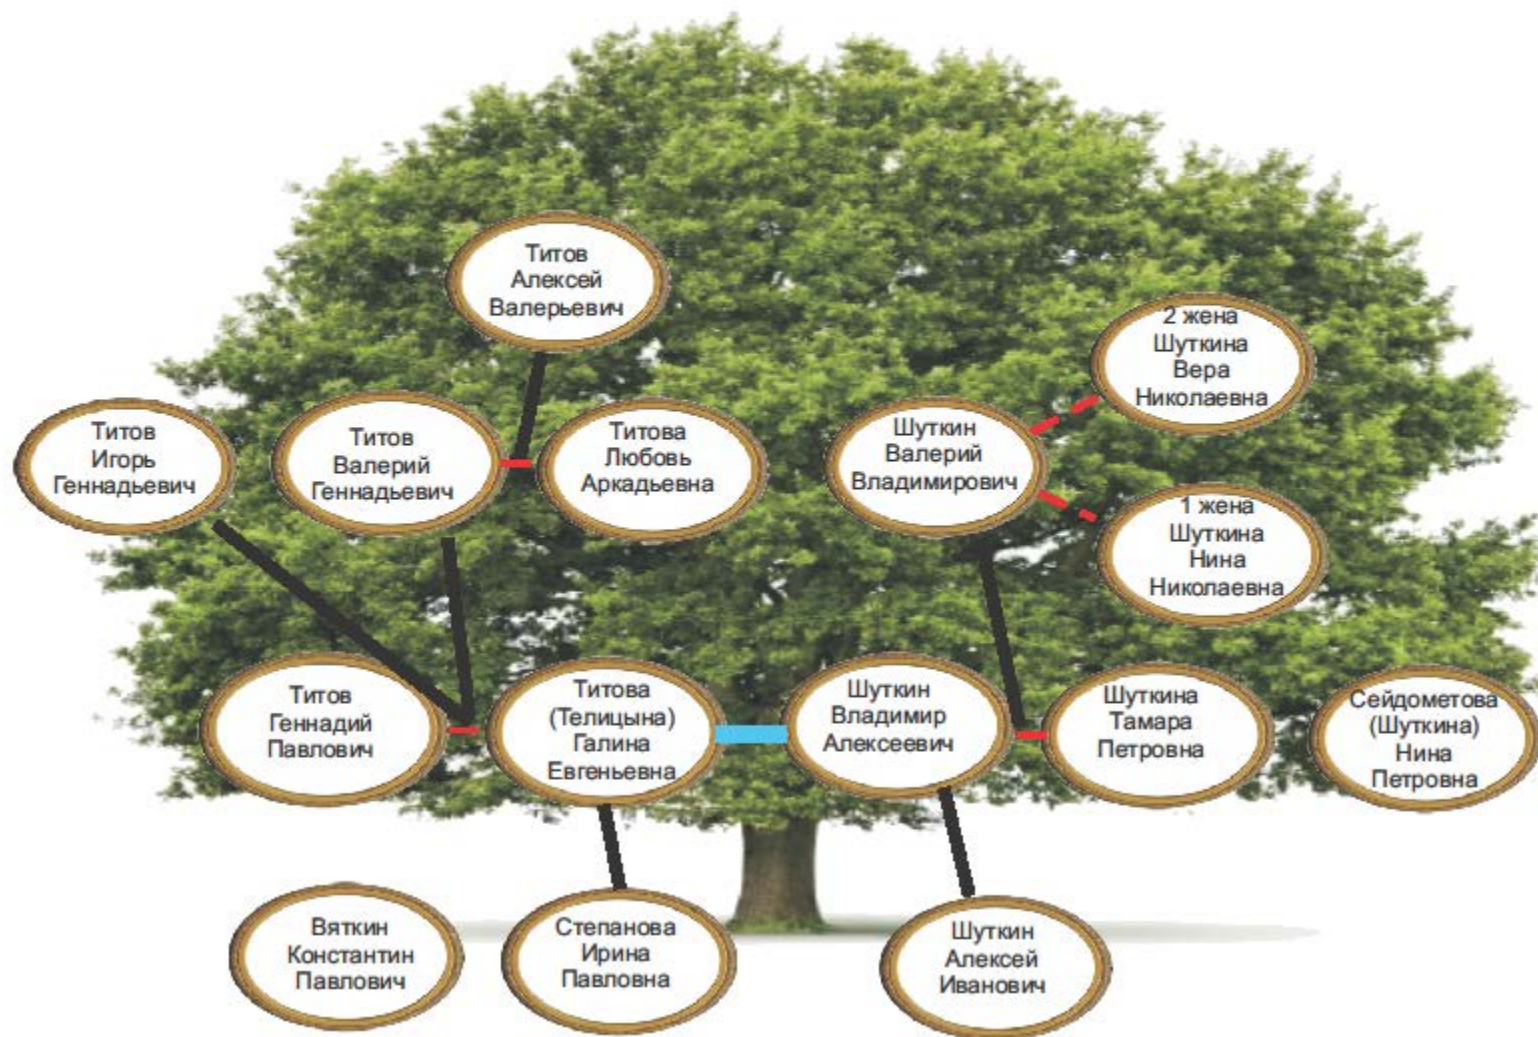 Титов
Алексей
Валерьевич
2 жена
Шуткина
Вера
Николаевна
Титов
Игорь
Геннадьевич
Титов
Валерий
Геннадьевич
Титова
Любовь
Аркадьевна
Шуткин
Валерий
Владимирович
1 жена
Шуткина
Нина
Николаевна
Титов
Геннадий
Павлович
Титова
(Телицына)
Галина
Евгеньевна
Шуткин
Владимир
Алексеевич
Шуткина
Тамара
Петровна
Сейдометова
(Шуткина)
Нина
Петровна
Вяткин
Константин
Павлович
Степанова
Ирина
Павловна
Шуткин
Алексей
Иванович